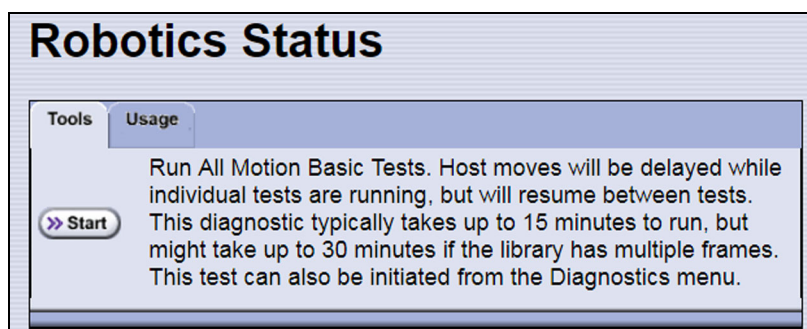 Robotics Status
Tools Usage
Run All Motion Basic Tests. Host moves will be delayed while
individual tests are running, but will resume between tests.
Start
This diagnostic typically takes up to 15 minutes to run, but
might take up to 30 minutes if the library has multiple frames.
This test can also be initiated from the Diagnostics menu.